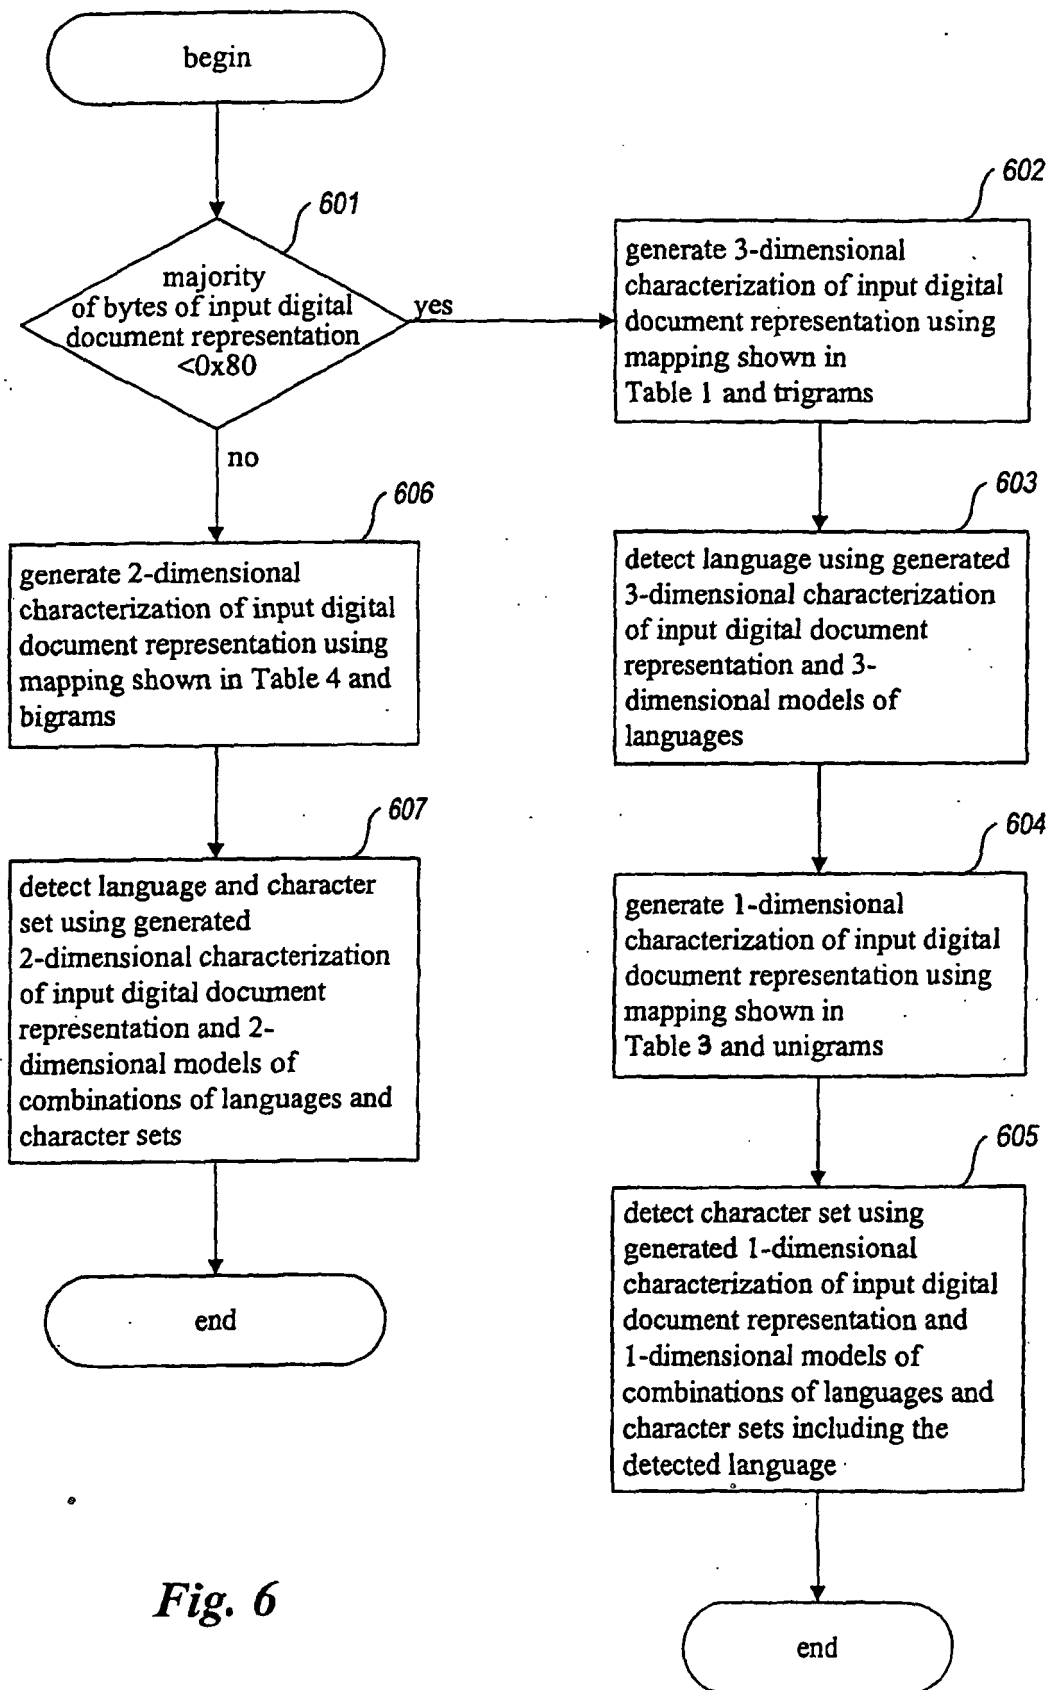 begin
601
majority
of bytes of input digital
document representation
<0x80
yes
no
602
generate 3-dimensional
characterization of input digital
document representation using
mapping shown in
Table 1 and trigrams
603
detect language using generated
3-dimensional characterization
of input digital document
representation and 3-
dimensional models of
languages
604
generate 1-dimensional
characterization of input digital
document representation using
mapping shown in
Table 3 and unigrams
605
detect character set using
generated 1-dimensional
characterization of input digital
document representation and
1-dimensional models of
combinations of languages and
character sets including the
detected language
end
606
generate 2-dimensional
characterization of input digital
document representation using
mapping shown in Table 4 and
bigrams
607
detect language and character
set using generated
2-dimensional characterization
of input digital document
representation and 2-
dimensional models of
combinations of languages and
character sets
end
Fig. 6